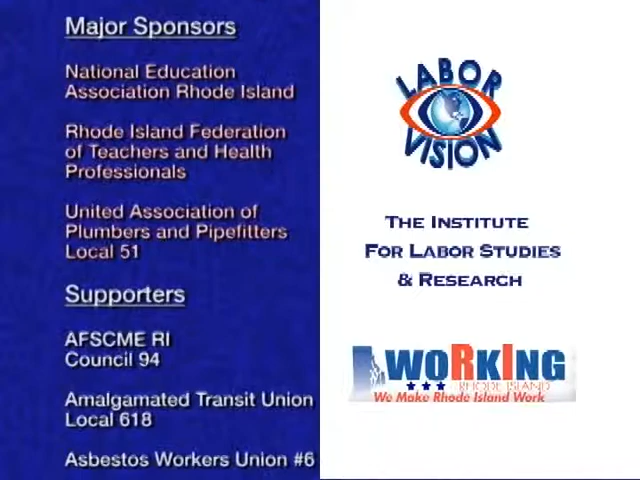 Major Sponsors
National Education
Association Rhode Island
Rhode Island Federation
of Teachers and Health
Professionals
United Association of
Plumbers and Pipefitters
Local 51
Supporters
AFSCME RI
Council 94
Amalgamated Transit Union
Local 618
Asbestos Workers Union #6
LABOR
VISION
THE INSTITUTE
FOR LABOR STUDIES
& RESEARCH
WORKING
RHODE ISLAND
We Make Rhode Island Work